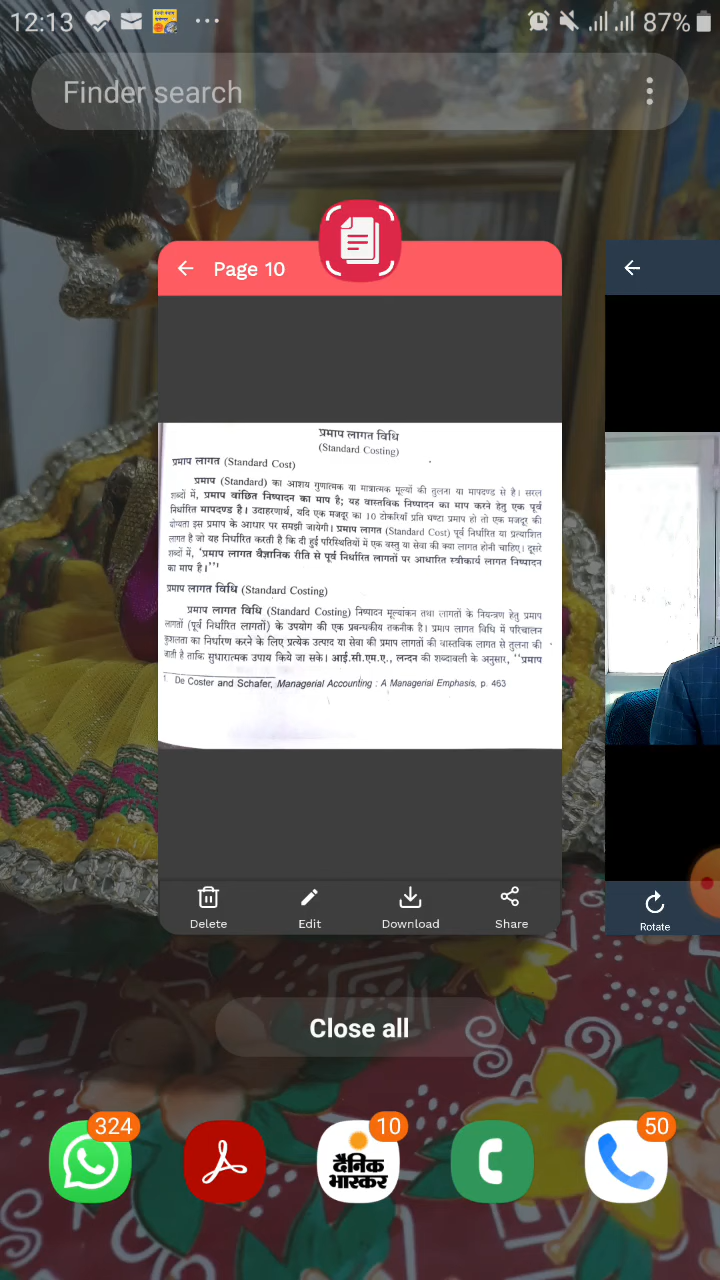 12:13
87%
Finder search
Page 10
प्रमाप लागत विधि
(Standard Costing)
प्रमाप लागत (Standard Cost)
प्रमाप (Standard) का आशय गुणात्मक या मात्रात्मक मूल्यों की तुलना या मापदण्ड से है। सरल
शब्दों में, प्रमाप वांछित निष्पादन का माप है; यह वास्तविक निष्पादन का माप करने हेतु एक पूर्व
निर्धारित मापदण्ड है। उदाहरणार्थ, यदि एक मजदूर का 10 टोकरियाँ प्रति घण्टा प्रमाप हो तो एक मजदूर की
योग्यता इस प्रमाप के आधार पर समझी जायेगी। प्रमाप लागत (Standard Cost) पूर्व निर्धारित या प्रत्याशित
लागत है जो यह निर्धारित करती है कि दी हुई परिस्थितियों में एक वस्तु या सेवा की क्या लागत होनी चाहिए। दूसरे
शब्दों में, 'प्रमाप लागत वैज्ञानिक रीति से पूर्व निर्धारित लागतों पर आधारित स्वीकार्य लागत निष्पादन
का माप है।''¹
प्रमाप लागत विधि (Standard Costing)
प्रमाप लागत विधि (Standard Costing) निष्पादन मूल्यांकन तथा लागतों के नियन्त्रण हेतु प्रमाप
लागतों (पूर्व निर्धारित लागतों) के उपयोग की एक प्रबन्धकीय तकनीक है। प्रमाप लागत विधि में परिचालन
कुशलता का निर्धारण करने के लिए प्रत्येक उत्पाद या सेवा की प्रमाप लागतों की वास्तविक लागत से तुलना की
जाती है ताकि सुधारात्मक उपाय किये जा सके। आई.सी.एम.ए., लन्दन की शब्दावली के अनुसार, ''प्रमाप
1 De Coster and Schafer, Managerial Accounting : A Managerial Emphasis, p. 463
Delete Edit Download Share
Rotate
Close all
324 10 50
दैनिक
भास्कर